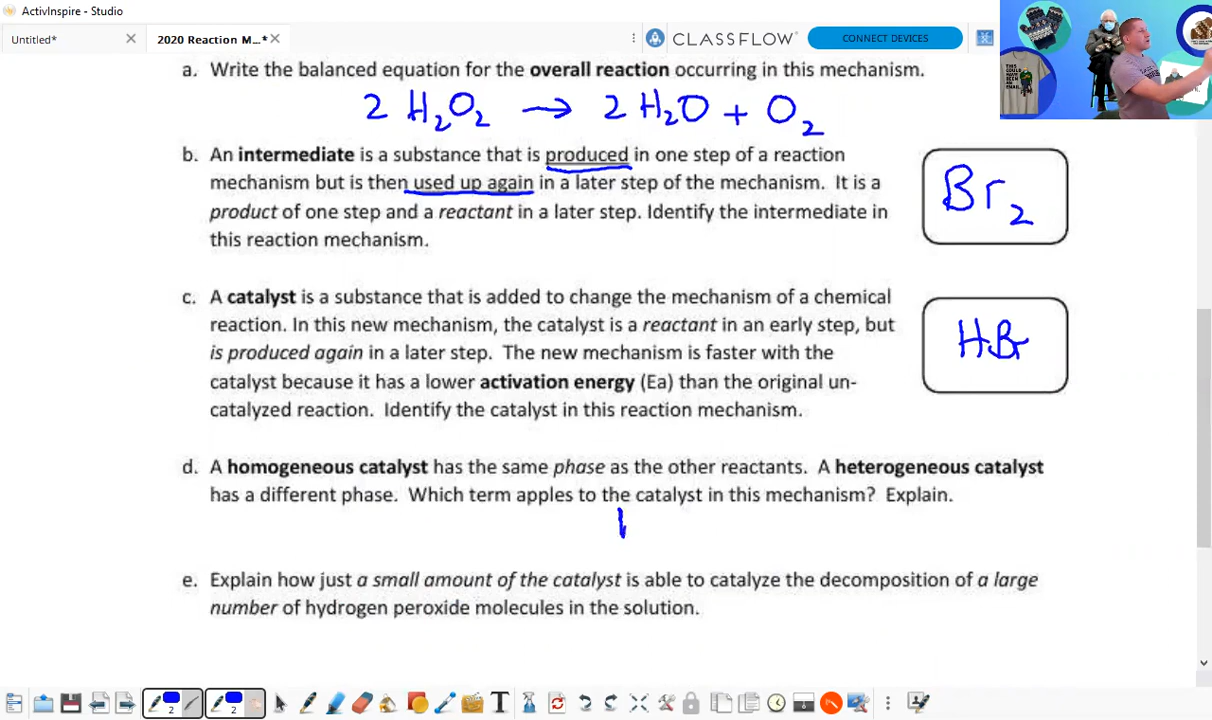 ActivInspire - Studio
Untitled*
2020 Reaction M...*
CLASSFLOW
CONNECT DEVICES
THIS COULD HAVE BEEN AN EMAIL
a. Write the balanced equation for the overall reaction occurring in this mechanism.
2 H₂O₂ → 2 H₂O + O₂
b. An intermediate is a substance that is produced in one step of a reaction
mechanism but is then used up again in a later step of the mechanism. It is a
product of one step and a reactant in a later step. Identify the intermediate in
this reaction mechanism.
Br₂
c. A catalyst is a substance that is added to change the mechanism of a chemical
reaction. In this new mechanism, the catalyst is a reactant in an early step, but
is produced again in a later step. The new mechanism is faster with the
catalyst because it has a lower activation energy (Ea) than the original un-
catalyzed reaction. Identify the catalyst in this reaction mechanism.
HBr
d. A homogeneous catalyst has the same phase as the other reactants. A heterogeneous catalyst
has a different phase. Which term applies to the catalyst in this mechanism? Explain.
e. Explain how just a small amount of the catalyst is able to catalyze the decomposition of a large
number of hydrogen peroxide molecules in the solution.
2
2
T